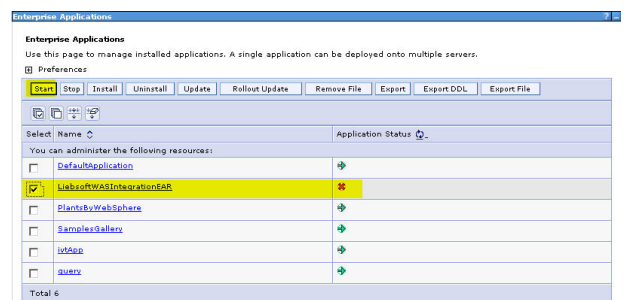 Enterprise Applications ? _
Enterprise Applications
Use this page to manage installed applications. A single application can be deployed onto multiple servers.
Preferences
Start Stop Install Uninstall Update Rollout Update Remove File Export Export DDL Export File
Select Name Application Status
You can administer the following resources:
DefaultApplication
LiebsoftWASIntegrationEAR
PlantsByWebSphere
SamplesGallery
ivtApp
query
Total 6